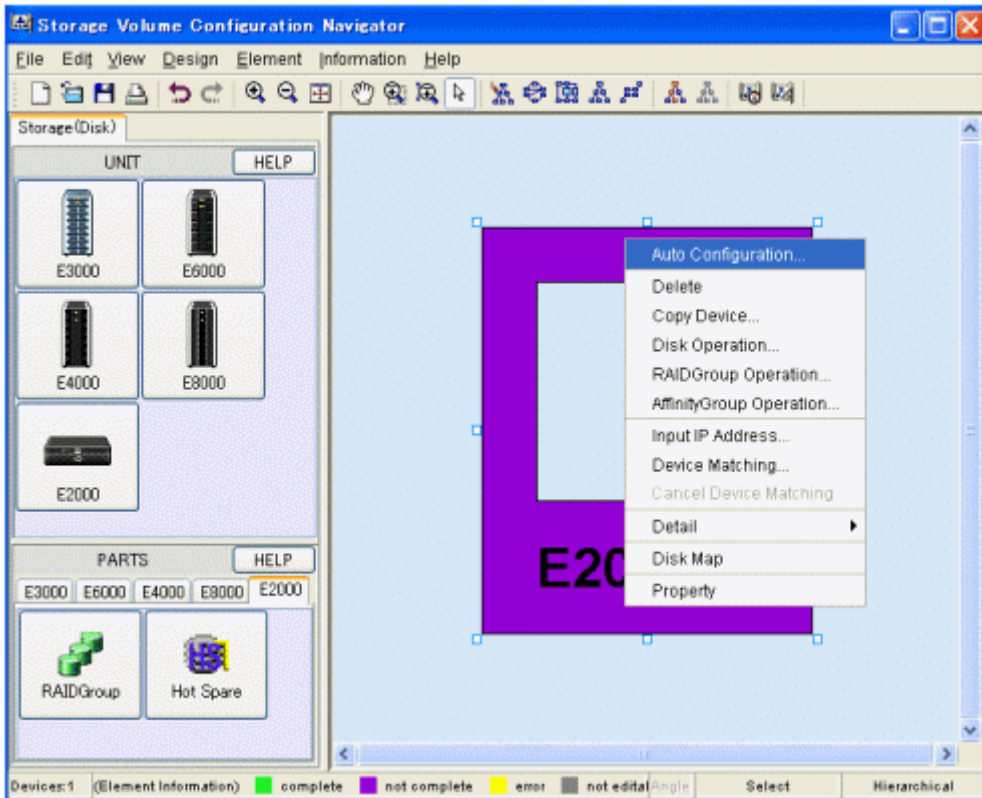 Storage Volume Configuration Navigator
File Edit View Design Element Information Help
Storage(Disk)
UNIT HELP
E3000 E6000
E4000 E8000
E2000
PARTS HELP
E3000 E6000 E4000 E8000 E2000
RAIDGroup Hot Spare
HS
E20
Auto Configuration...
Delete
Copy Device...
Disk Operation...
RAIDGroup Operation...
AffinityGroup Operation...
Input IP Address...
Device Matching...
Cancel Device Matching
Detail
Disk Map
Property
Devices:1 (Element Information) complete not complete error not edital Angle Select Hierarchical